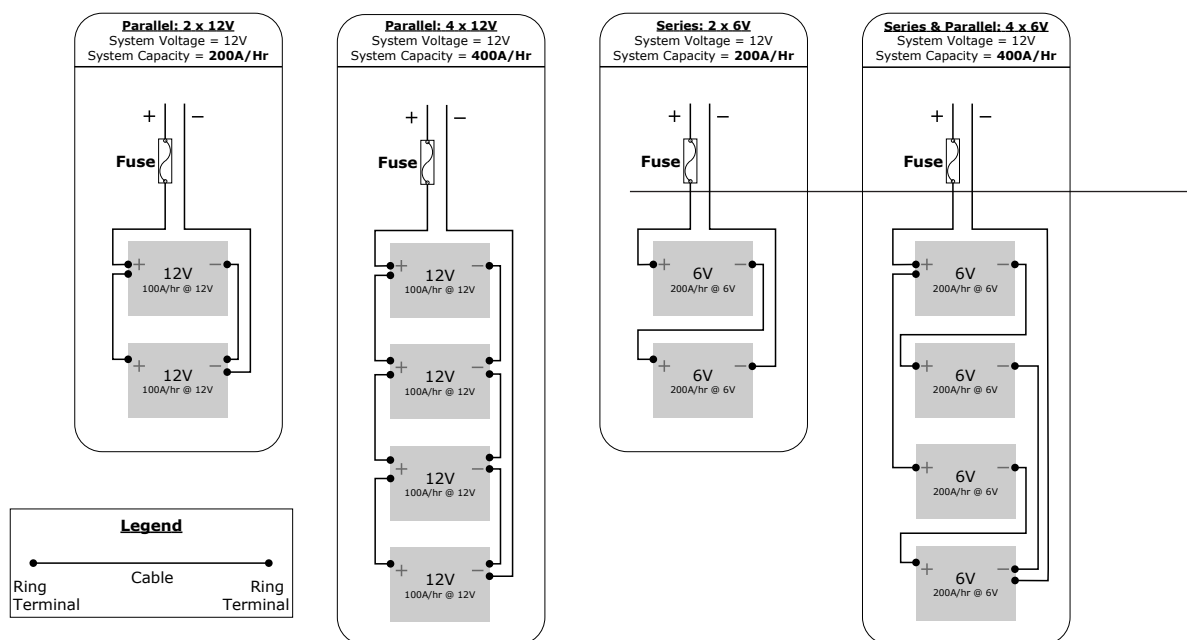 Parallel: 2 x 12V
System Voltage = 12V
System Capacity = 200A/Hr
+ −
Fuse
+ −
12V
100A/hr @ 12V
+ −
12V
100A/hr @ 12V
Parallel: 4 x 12V
System Voltage = 12V
System Capacity = 400A/Hr
+ −
Fuse
+ −
12V
100A/hr @ 12V
+ −
12V
100A/hr @ 12V
+ −
12V
100A/hr @ 12V
+ −
12V
100A/hr @ 12V
Series: 2 x 6V
System Voltage = 12V
System Capacity = 200A/Hr
+ −
Fuse
+ −
6V
200A/hr @ 6V
+ −
6V
200A/hr @ 6V
Series & Parallel: 4 x 6V
System Voltage = 12V
System Capacity = 400A/Hr
+ −
Fuse
+ −
6V
200A/hr @ 6V
+ −
6V
200A/hr @ 6V
+ −
6V
200A/hr @ 6V
+ −
6V
200A/hr @ 6V
Legend
Cable
Ring
Terminal
Ring
Terminal